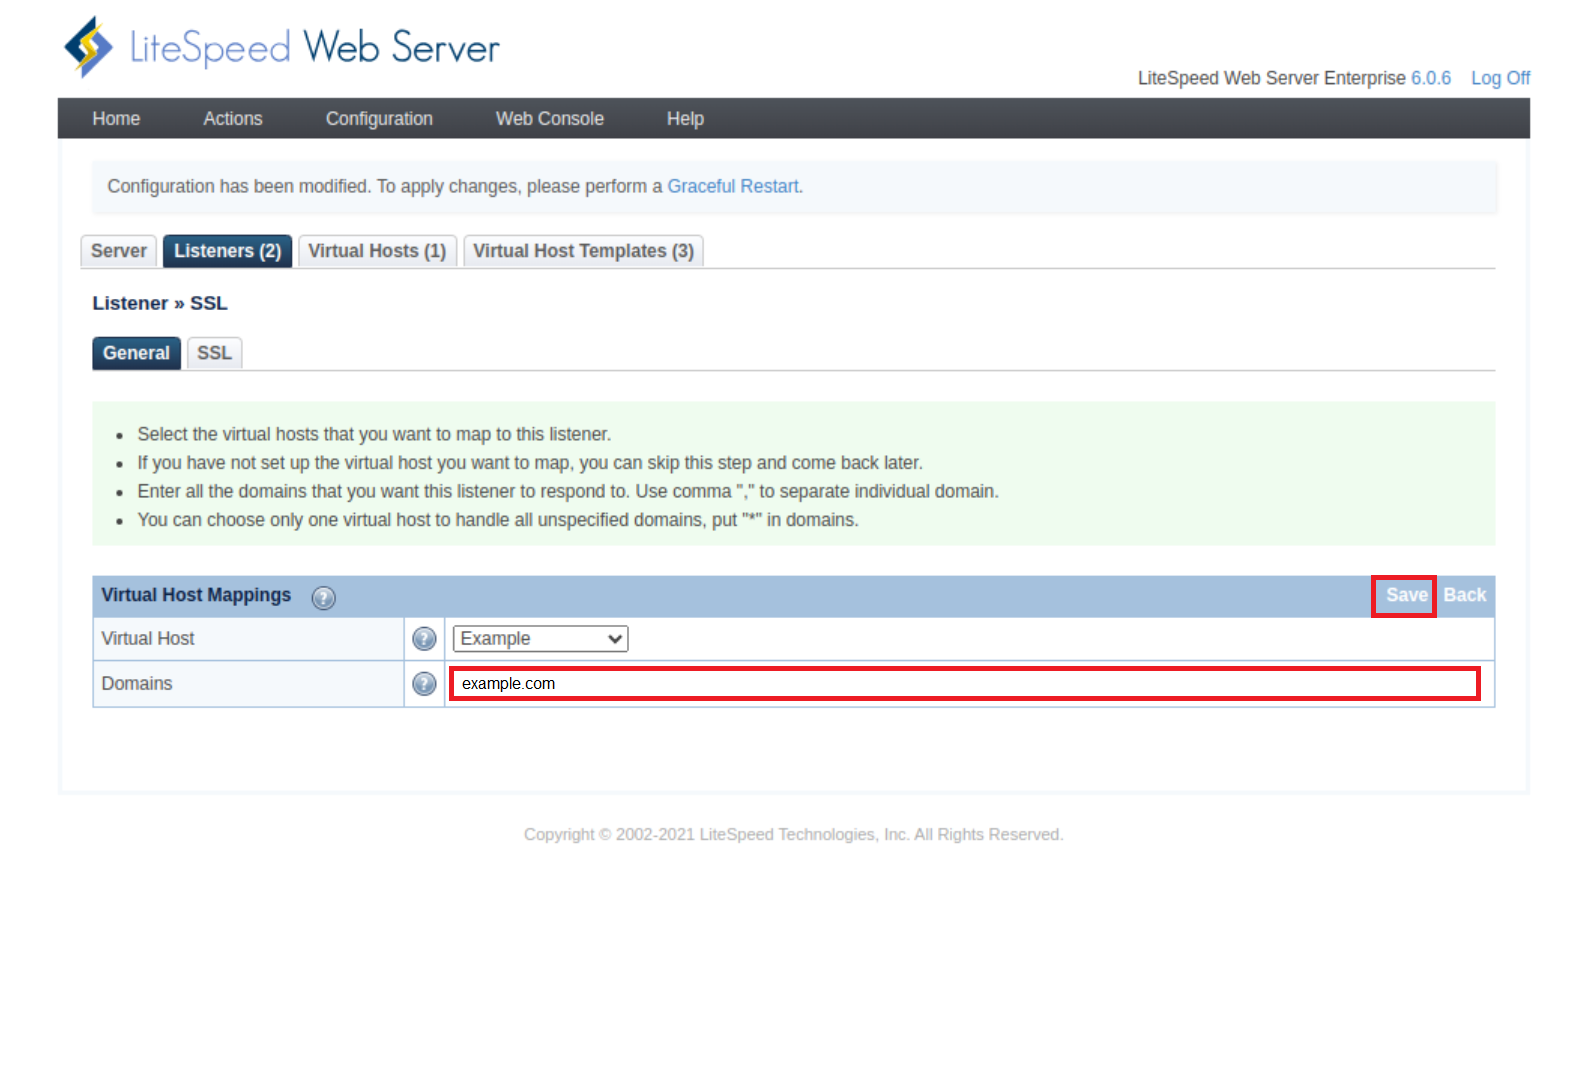 LiteSpeed Web Server
LiteSpeed Web Server Enterprise 6.0.6 Log Off
Home Actions Configuration Web Console Help
Configuration has been modified. To apply changes, please perform a Graceful Restart.
Server Listeners (2) Virtual Hosts (1) Virtual Host Templates (3)
Listener » SSL
General SSL
• Select the virtual hosts that you want to map to this listener.
• If you have not set up the virtual host you want to map, you can skip this step and come back later.
• Enter all the domains that you want this listener to respond to. Use comma "," to separate individual domain.
• You can choose only one virtual host to handle all unspecified domains, put "*" in domains.
Virtual Host Mappings ? Save Back
Virtual Host ? Example
Domains ? example.com
Copyright © 2002-2021 LiteSpeed Technologies, Inc. All Rights Reserved.